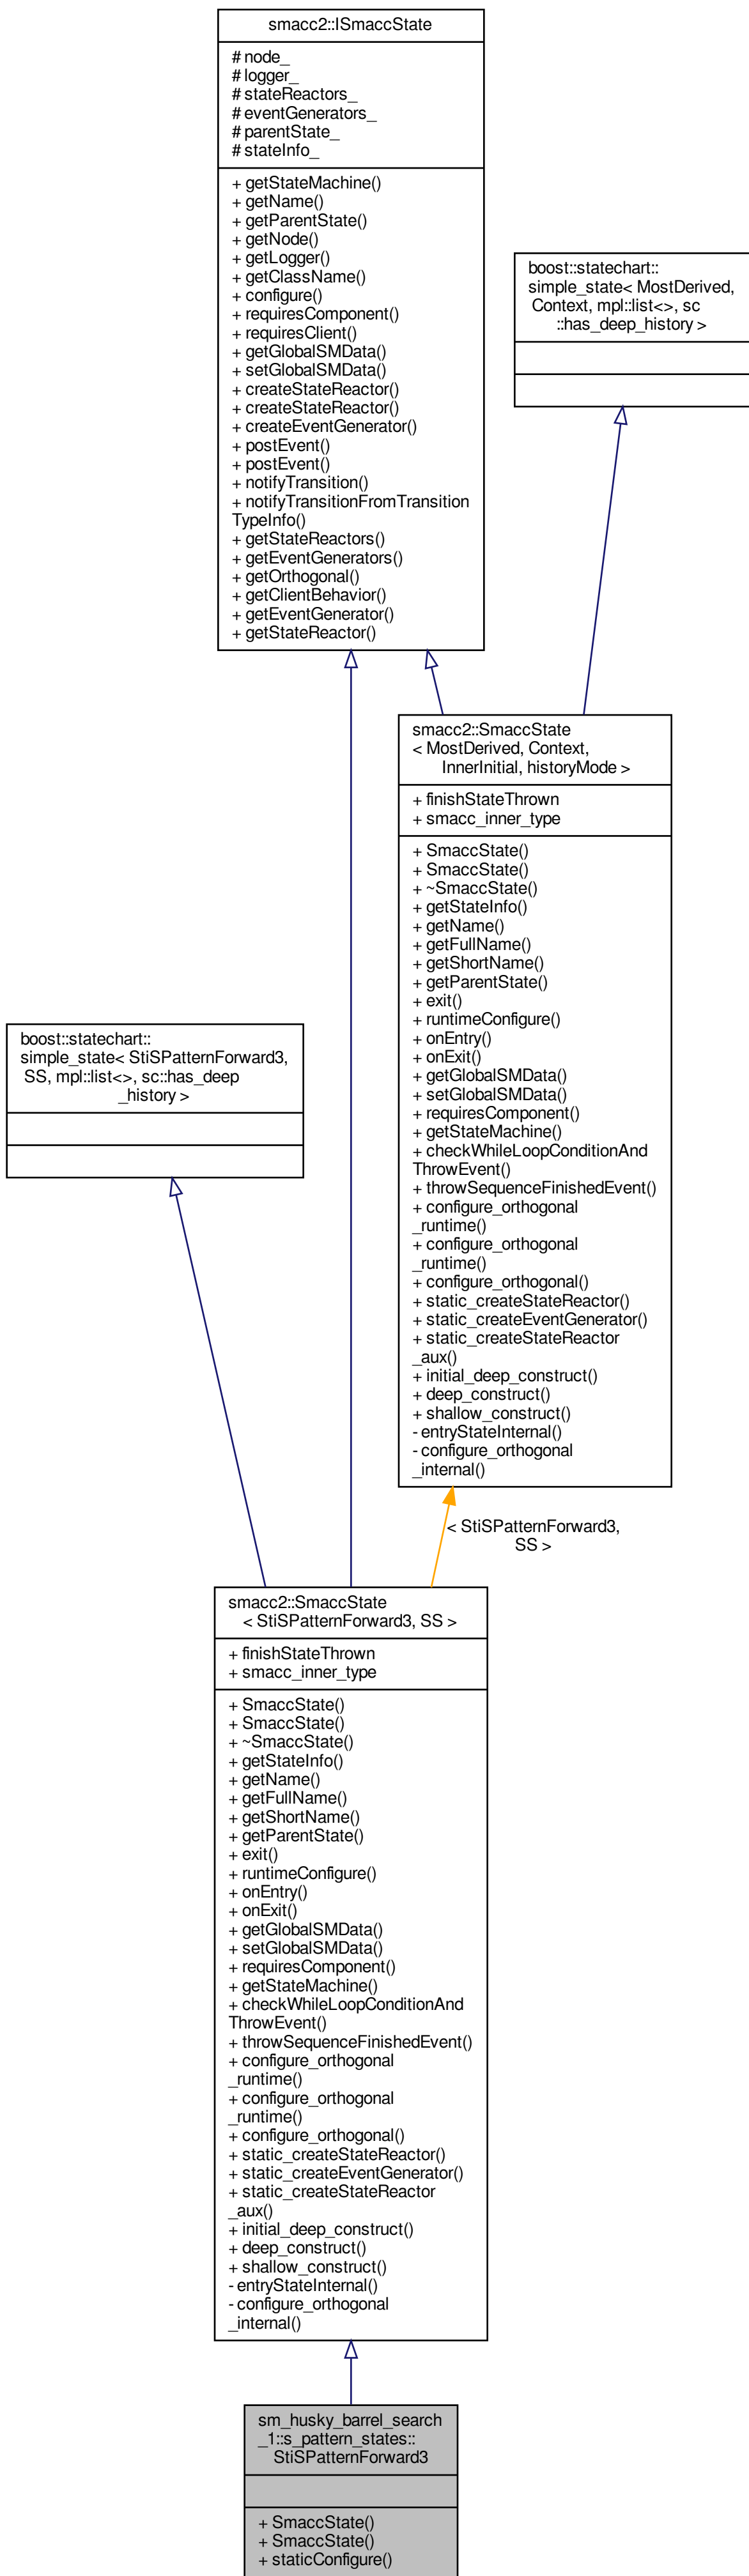 smacc2::ISmaccState
# node_
# logger_
# stateReactors_
# eventGenerators_
# parentState_
# stateInfo_
+ getStateMachine()
+ getName()
+ getParentState()
+ getNode()
+ getLogger()
+ getClassName()
+ configure()
+ requiresComponent()
+ requiresClient()
+ getGlobalSMData()
+ setGlobalSMData()
+ createStateReactor()
+ createStateReactor()
+ createEventGenerator()
+ postEvent()
+ postEvent()
+ notifyTransition()
+ notifyTransitionFromTransition
TypeInfo()
+ getStateReactors()
+ getEventGenerators()
+ getOrthogonal()
+ getClientBehavior()
+ getEventGenerator()
+ getStateReactor()
boost::statechart::
simple_state< MostDerived,
Context, mpl::list<>, sc
::has_deep_history >
smacc2::SmaccState
< MostDerived, Context,
InnerInitial, historyMode >
+ finishStateThrown
+ smacc_inner_type
+ SmaccState()
+ SmaccState()
+ ~SmaccState()
+ getStateInfo()
+ getName()
+ getFullName()
+ getShortName()
+ getParentState()
+ exit()
+ runtimeConfigure()
+ onEntry()
+ onExit()
+ getGlobalSMData()
+ setGlobalSMData()
+ requiresComponent()
+ getStateMachine()
+ checkWhileLoopConditionAnd
ThrowEvent()
+ throwSequenceFinishedEvent()
+ configure_orthogonal
_runtime()
+ configure_orthogonal
_runtime()
+ configure_orthogonal()
+ static_createStateReactor()
+ static_createEventGenerator()
+ static_createStateReactor
_aux()
+ initial_deep_construct()
+ deep_construct()
+ shallow_construct()
- entryStateInternal()
- configure_orthogonal
_internal()
boost::statechart::
simple_state< StiSPatternForward3,
SS, mpl::list<>, sc::has_deep
_history >
< StiSPatternForward3,
SS >
smacc2::SmaccState
< StiSPatternForward3, SS >
+ finishStateThrown
+ smacc_inner_type
+ SmaccState()
+ SmaccState()
+ ~SmaccState()
+ getStateInfo()
+ getName()
+ getFullName()
+ getShortName()
+ getParentState()
+ exit()
+ runtimeConfigure()
+ onEntry()
+ onExit()
+ getGlobalSMData()
+ setGlobalSMData()
+ requiresComponent()
+ getStateMachine()
+ checkWhileLoopConditionAnd
ThrowEvent()
+ throwSequenceFinishedEvent()
+ configure_orthogonal
_runtime()
+ configure_orthogonal
_runtime()
+ configure_orthogonal()
+ static_createStateReactor()
+ static_createEventGenerator()
+ static_createStateReactor
_aux()
+ initial_deep_construct()
+ deep_construct()
+ shallow_construct()
- entryStateInternal()
- configure_orthogonal
_internal()
sm_husky_barrel_search
_1::s_pattern_states::
StiSPatternForward3
+ SmaccState()
+ SmaccState()
+ staticConfigure()